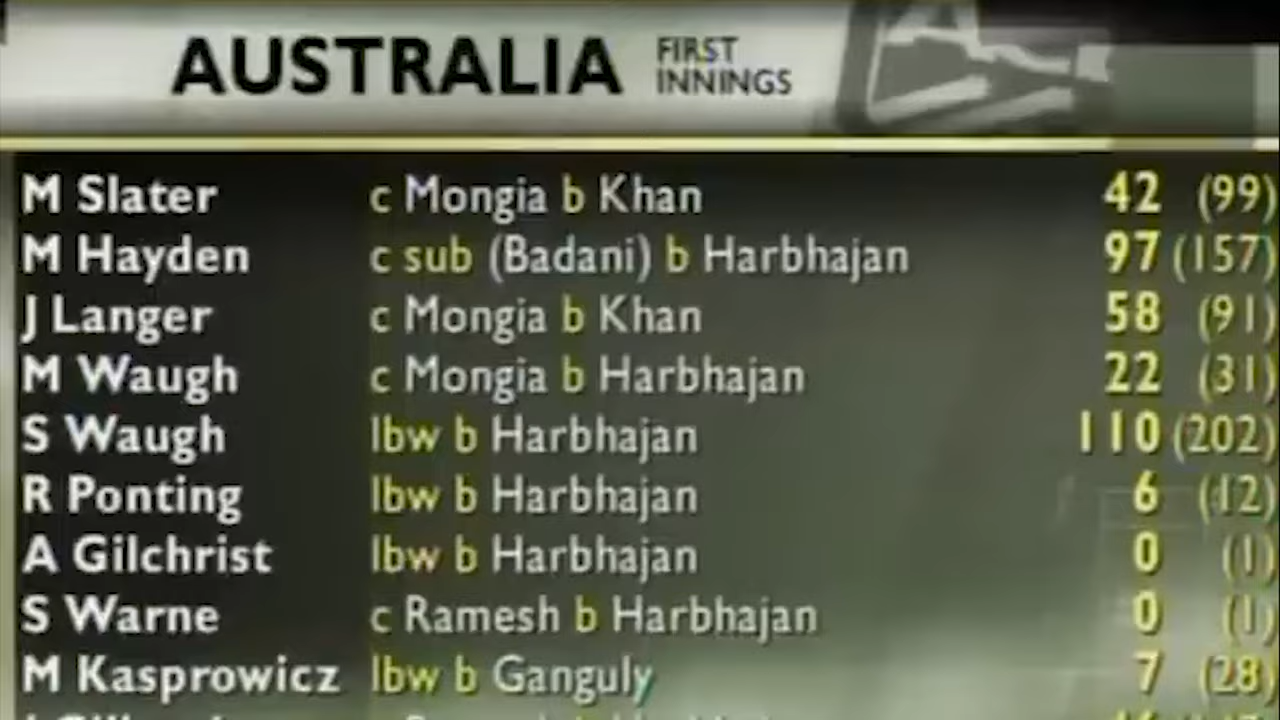 AUSTRALIA FIRST INNINGS
M Slater c Mongia b Khan 42 (99)
M Hayden c sub (Badani) b Harbhajan 97 (157)
J Langer c Mongia b Khan 58 (91)
M Waugh c Mongia b Harbhajan 22 (31)
S Waugh lbw b Harbhajan 110 (202)
R Ponting lbw b Harbhajan 6 (12)
A Gilchrist lbw b Harbhajan 0 (1)
S Warne c Ramesh b Harbhajan 0 (1)
M Kasprowicz lbw b Ganguly 7 (28)